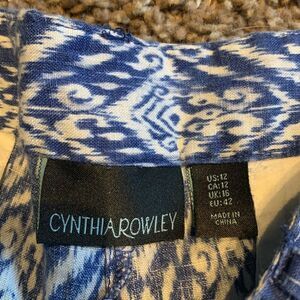 CYNTHIAROWLEY
US:12
CA:12
UK:16
EU:42
MADE IN
CHINA